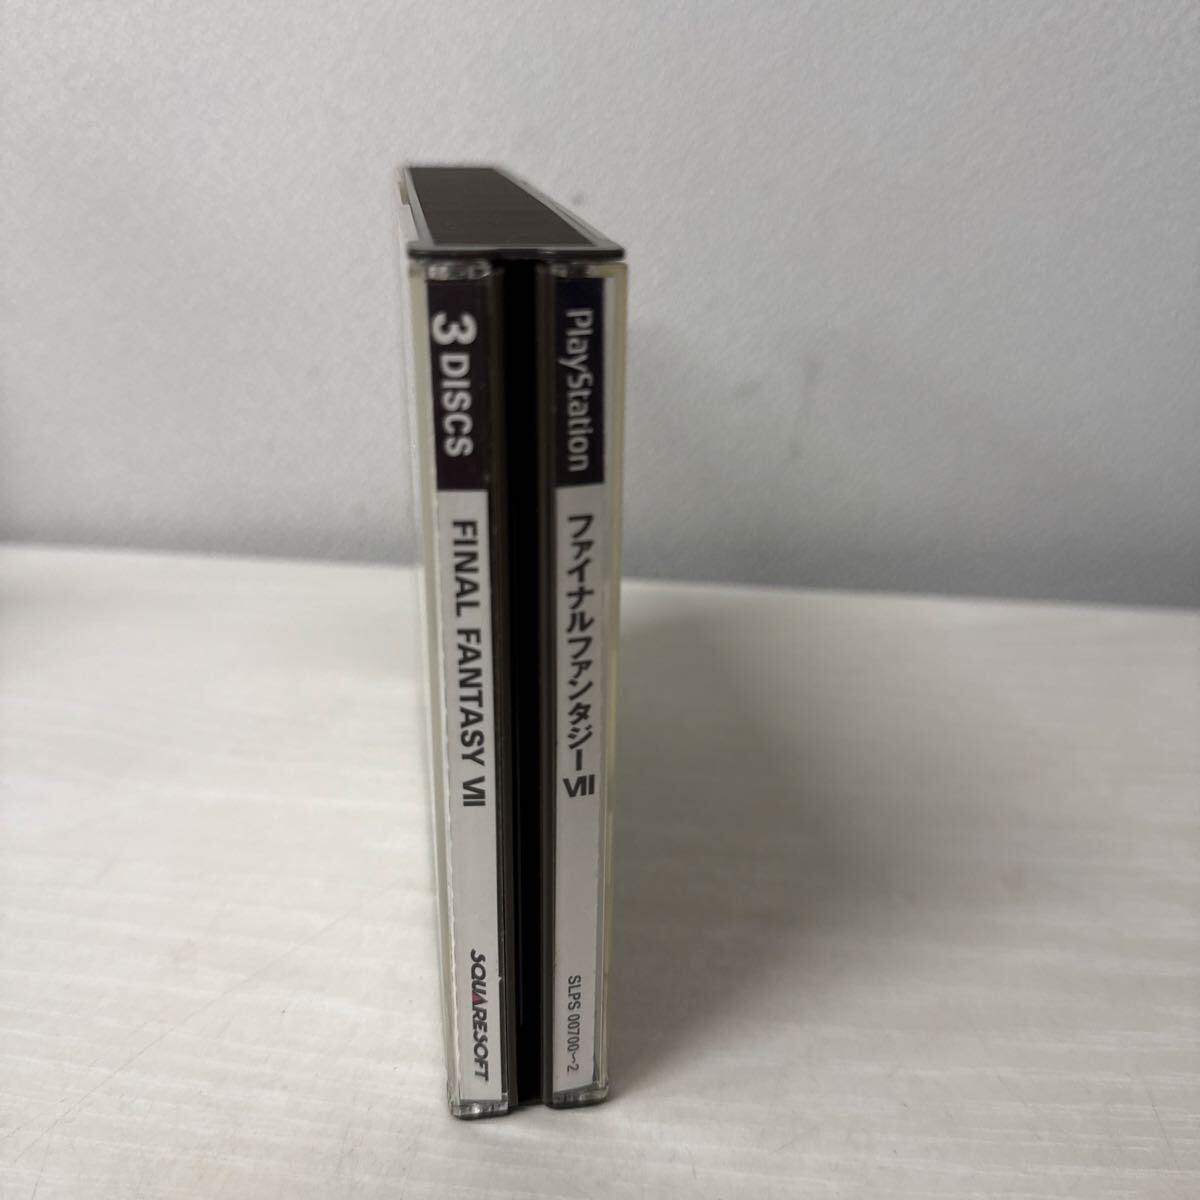 3 DISCS
FINAL FANTASY VII
SQUARESOFT
PlayStation
ファイナルファンタジーVII
SLPS 00700~2